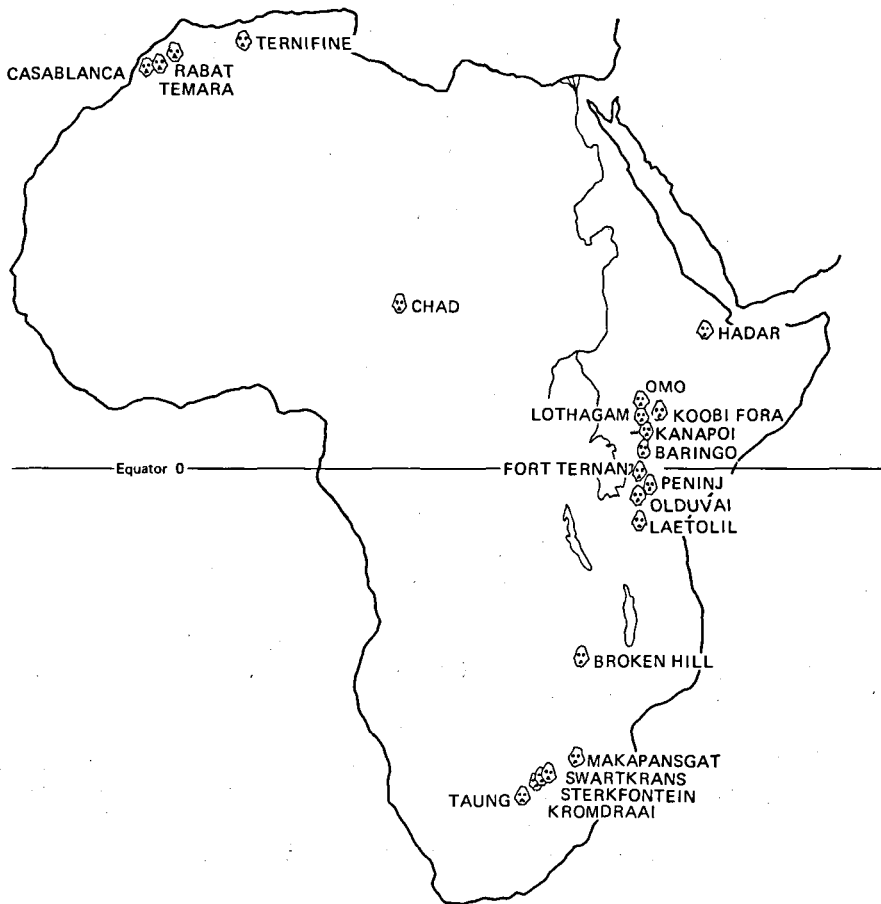 TERNIFINE
CASABLANCA
RABAT
TEMARA
CHAD
HADAR
OMO
LOTHAGAM
KOOBI FORA
KANAPOI
BARINGO
Equator 0
FORT TERNAN
PENINJ
OLDUVAI
LAETOLIL
BROKEN HILL
MAKAPANSGAT
SWARTKRANS
TAUNG
STERKFONTEIN
KROMDRAAI